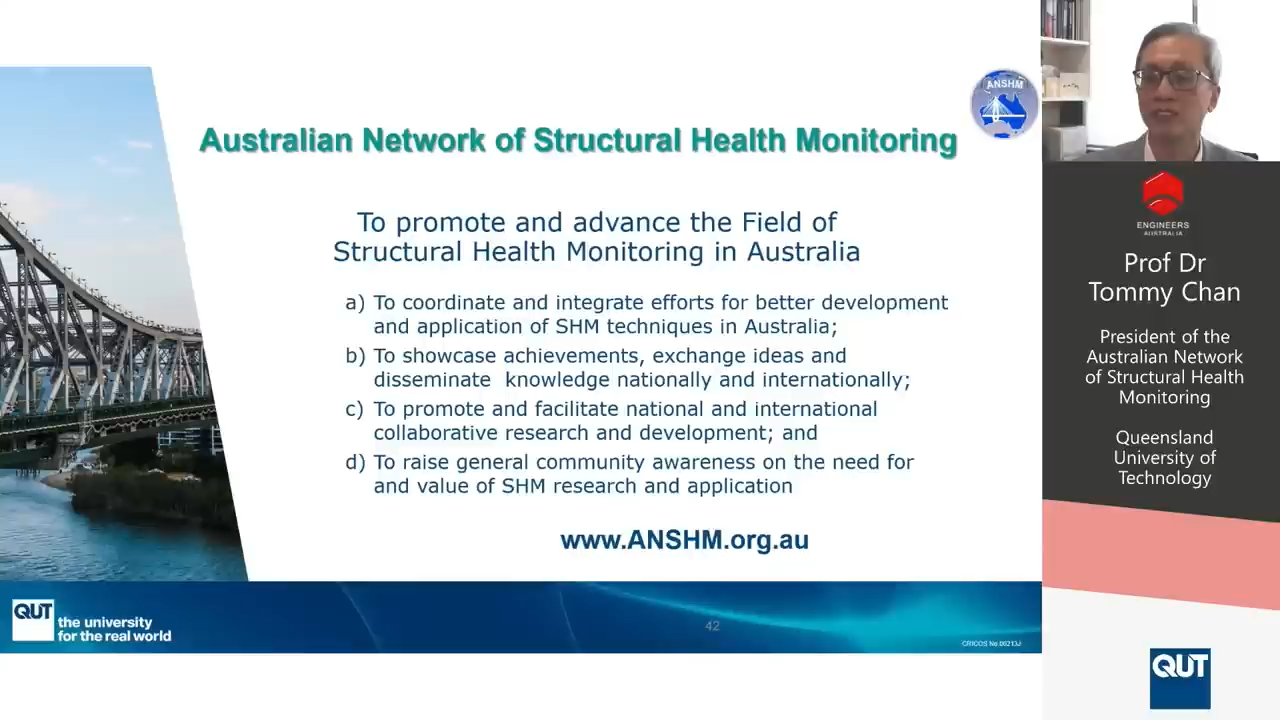 ANSHM
Australian Network of Structural Health Monitoring
To promote and advance the Field of
Structural Health Monitoring in Australia
a) To coordinate and integrate efforts for better development
and application of SHM techniques in Australia;
b) To showcase achievements, exchange ideas and
disseminate knowledge nationally and internationally;
c) To promote and facilitate national and international
collaborative research and development; and
d) To raise general community awareness on the need for
and value of SHM research and application
www.ANSHM.org.au
QUT
the university
for the real world
42
CRICOS No.00213J
ENGINEERS
AUSTRALIA
Prof Dr
Tommy Chan
President of the
Australian Network
of Structural Health
Monitoring
Queensland
University of
Technology
QUT